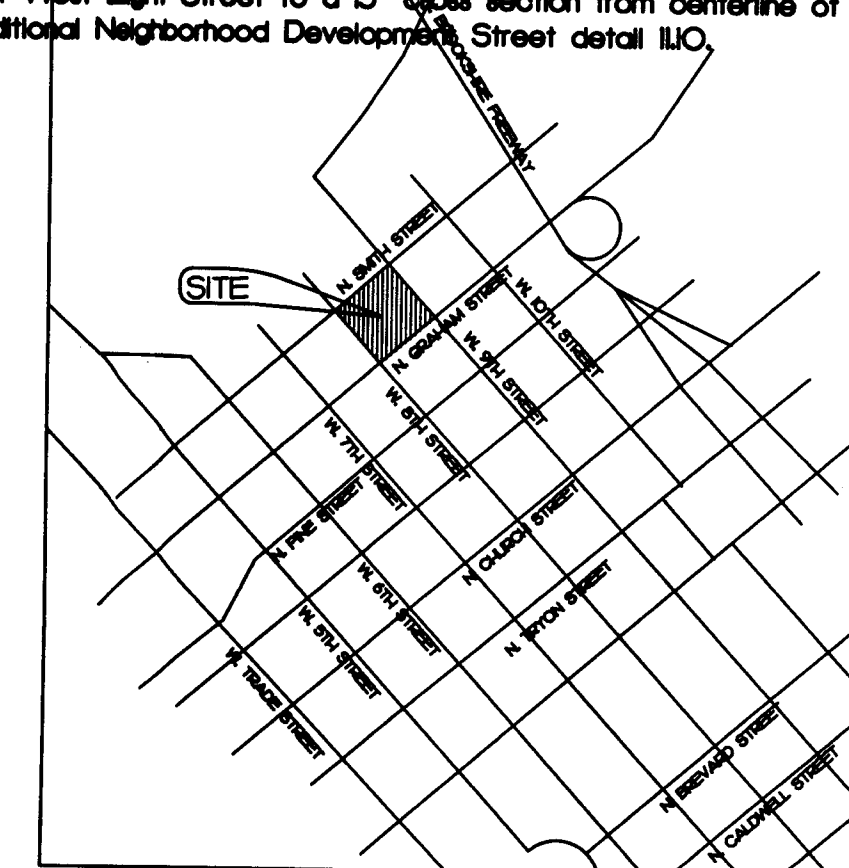 West Eight Street to a 15' cross section from centerline of
ditional Neighborhood Development Street detail 11.10.
BROOKSHIRE FREEWAY
N. SMITH STREET
SITE
N. GRAHAM STREET
W. 10TH STREET
W. 9TH STREET
W. 8TH STREET
W. 7TH STREET
N. PINE STREET
N. CHURCH STREET
W. 6TH STREET
N. TRYON STREET
W. 5TH STREET
W. TRADE STREET
N. BREVARD STREET
N. CALDWELL STREET